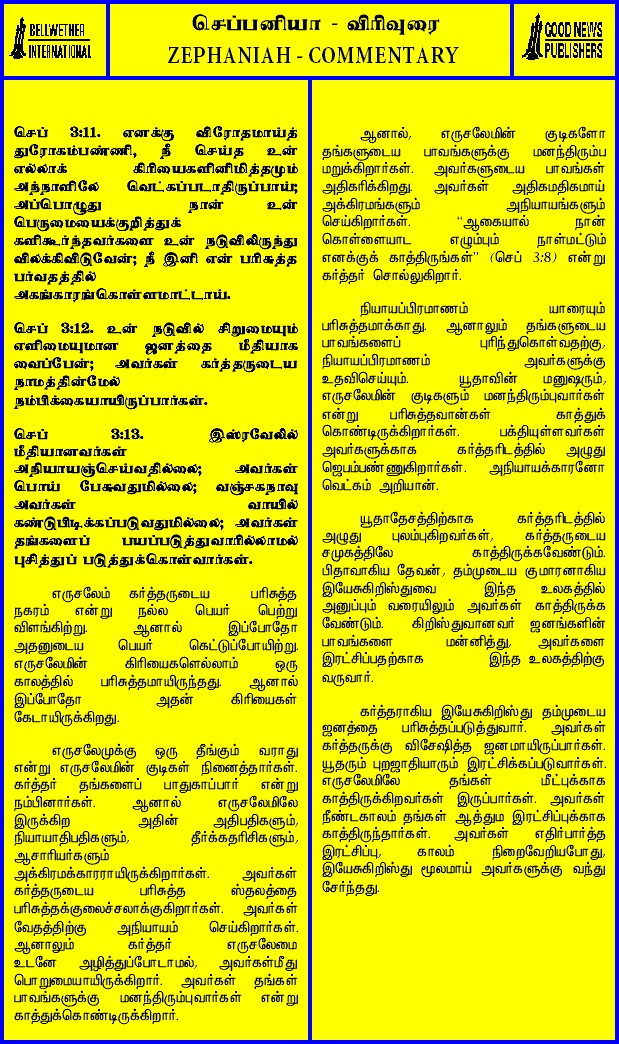 BELLWETHER
INTERNATIONAL
செப்பனியா - விரிவுரை
ZEPHANIAH - COMMENTARY
GOOD NEWS
PUBLISHERS
செப் 3:11. எனக்கு விரோதமாய்த்
துரோகம்பண்ணி, நீ செய்த உன்
எல்லாக் கிரியைகளினிமித்தமும்
அந்நாளிலே வெட்கப்படாதிருப்பாய்;
அப்பொழுது நான் உன்
பெருமையைக்குறித்துக்
களிகூர்ந்தவர்களை உன் நடுவிலிருந்து
விலக்கிவிடுவேன்; நீ இனி என் பரிசுத்த
பர்வதத்தில்
அகங்காரங்கொள்ளமாட்டாய்.
செப் 3:12. உன் நடுவில் சிறுமையும்
எளிமையுமான ஜனத்தை மீதியாக
வைப்பேன்; அவர்கள் கர்த்தருடைய
நாமத்தின்மேல்
நம்பிக்கையாயிருப்பார்கள்.
செப் 3:13. இஸ்ரவேலில்
மீதியானவர்கள்
அநியாயஞ்செய்வதில்லை; அவர்கள்
பொய் பேசுவதுமில்லை; வஞ்சகநாவு
அவர்கள் வாயில்
கண்டுபிடிக்கப்படுவதுமில்லை; அவர்கள்
தங்களைப் பயப்படுத்துவாரில்லாமல்
புசித்துப் படுத்துக்கொள்வார்கள்.
எருசலேம் கர்த்தருடைய பரிசுத்த
நகரம் என்று நல்ல பெயர் பெற்று
விளங்கிற்று. ஆனால் இப்போதோ
அதனுடைய பெயர் கெட்டுப்போயிற்று.
எருசலேமின் கிரியைகளெல்லாம் ஒரு
காலத்தில் பரிசுத்தமாயிருந்தது. ஆனால்
இப்போதோ அதன் கிரியைகள்
கேடாயிருக்கிறது.
எருசலேமுக்கு ஒரு தீங்கும் வராது
என்று எருசலேமின் குடிகள் நினைத்தார்கள்.
கர்த்தர் தங்களைப் பாதுகாப்பார் என்று
நம்பினார்கள். ஆனால் எருசலேமிலே
இருக்கிற அதின் அதிபதிகளும்,
நியாயாதிபதிகளும், தீர்க்கதரிசிகளும்,
ஆசாரியர்களும்
அக்கிரமக்காரராயிருக்கிறார்கள். அவர்கள்
கர்த்தருடைய பரிசுத்த ஸ்தலத்தை
பரிசுத்தக்குலைச்சலாக்குகிறார்கள். அவர்கள்
வேதத்திற்கு அநியாயம் செய்கிறார்கள்.
ஆனாலும் கர்த்தர் எருசலேமை
உடனே அழித்துப்போடாமல், அவர்கள்மீது
பொறுமையாயிருக்கிறார். அவர்கள் தங்கள்
பாவங்களுக்கு மனந்திரும்புவார்கள் என்று
காத்துக்கொண்டிருக்கிறார்.
ஆனால், எருசலேமின் குடிகளோ
தங்களுடைய பாவங்களுக்கு மனந்திரும்ப
மறுக்கிறார்கள். அவர்களுடைய பாவங்கள்
அதிகரிக்கிறது. அவர்கள் அதிகமதிகமாய்
அக்கிரமங்களும் அநியாயங்களும்
செய்கிறார்கள். “ஆகையால் நான்
கொள்ளையாட எழும்பும் நாள்மட்டும்
எனக்குக் காத்திருங்கள்” (செப் 3:8) என்று
கர்த்தர் சொல்லுகிறார்.
நியாயப்பிரமாணம் யாரையும்
பரிசுத்தமாக்காது. ஆனாலும் தங்களுடைய
பாவங்களைப் புரிந்துகொள்வதற்கு,
நியாயப்பிரமாணம் அவர்களுக்கு
உதவிசெய்யும். யூதாவின் மனுஷரும்,
எருசலேமின் குடிகளும் மனந்திரும்புவார்கள்
என்று பரிசுத்தவான்கள் காத்துக்
கொண்டிருக்கிறார்கள். பக்தியுள்ளவர்கள்
அவர்களுக்காக கர்த்தரிடத்தில் அழுது
ஜெபம்பண்ணுகிறார்கள். அநியாயக்காரனோ
வெட்கம் அறியான்.
யூதாதேசத்திற்காக கர்த்தரிடத்தில்
அழுது புலம்புகிறவர்கள், கர்த்தருடைய
சமுகத்திலே காத்திருக்கவேண்டும்.
பிதாவாகிய தேவன், தம்முடைய குமாரனாகிய
இயேசுகிறிஸ்துவை இந்த உலகத்தில்
அனுப்பும் வரையிலும் அவர்கள் காத்திருக்க
வேண்டும். கிறிஸ்துவானவர் ஜனங்களின்
பாவங்களை மன்னித்து, அவர்களை
இரட்சிப்பதற்காக இந்த உலகத்திற்கு
வருவார்.
கர்த்தராகிய இயேசுகிறிஸ்து தம்முடைய
ஜனத்தை பரிசுத்தப்படுத்துவார். அவர்கள்
கர்த்தருக்கு விசேஷித்த ஜனமாயிருப்பார்கள்.
யூதரும் புறஜாதியாரும் இரட்சிக்கப்படுவார்கள்.
எருசலேமிலே தங்கள் மீட்புக்காக
காத்திருக்கிறவர்கள் இருப்பார்கள். அவர்கள்
நீண்டகாலம் தங்கள் ஆத்தும இரட்சிப்புக்காக
காத்திருந்தார்கள். அவர்கள் எதிர்பார்த்த
இரட்சிப்பு, காலம் நிறைவேறியபோது,
இயேசுகிறிஸ்து மூலமாய் அவர்களுக்கு வந்து
சேர்ந்தது.